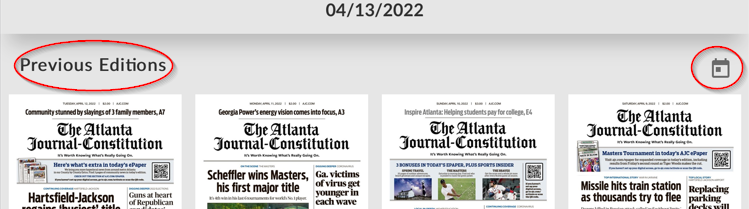 04/13/2022
Previous Editions
TUESDAY, APRIL 12, 2022 | $2.00 | AJC.COM
Community stunned by slayings of 3 family members, A7
The Atlanta
Journal-Constitution
It's Worth Knowing What's Really Going On.
Here's what's extra in today's ePaper
Hartsfield-Jackson
regains 'busiest' title
Guns at heart
of Republican
MONDAY, APRIL 11, 2022 | $2.00 | AJC.COM
Georgia Power's energy vision comes into focus, A3
The Atlanta
Journal-Constitution
It's Worth Knowing What's Really Going On.
Scheffler wins Masters,
his first major title
Ga. victims
of virus get
younger in
each wave
SUNDAY, APRIL 10, 2022 | AJC.COM
Inspire Atlanta: Helping students pay for college, E4
The Atlanta
Journal-Constitution
It's Worth Knowing What's Really Going On.
3 BONUSES IN TODAY'S EPAPER, PLUS SPORTS INSIDER
SPRING TRAVEL
THE MASTERS
SATURDAY, APRIL 9, 2022 | $2.00 | AJC.COM
The Atlanta
Journal-Constitution
It's Worth Knowing What's Really Going On.
Masters Tournament in today's AJC ePaper
Missile hits train station
as thousands try to flee
Replacing
parking
decks will